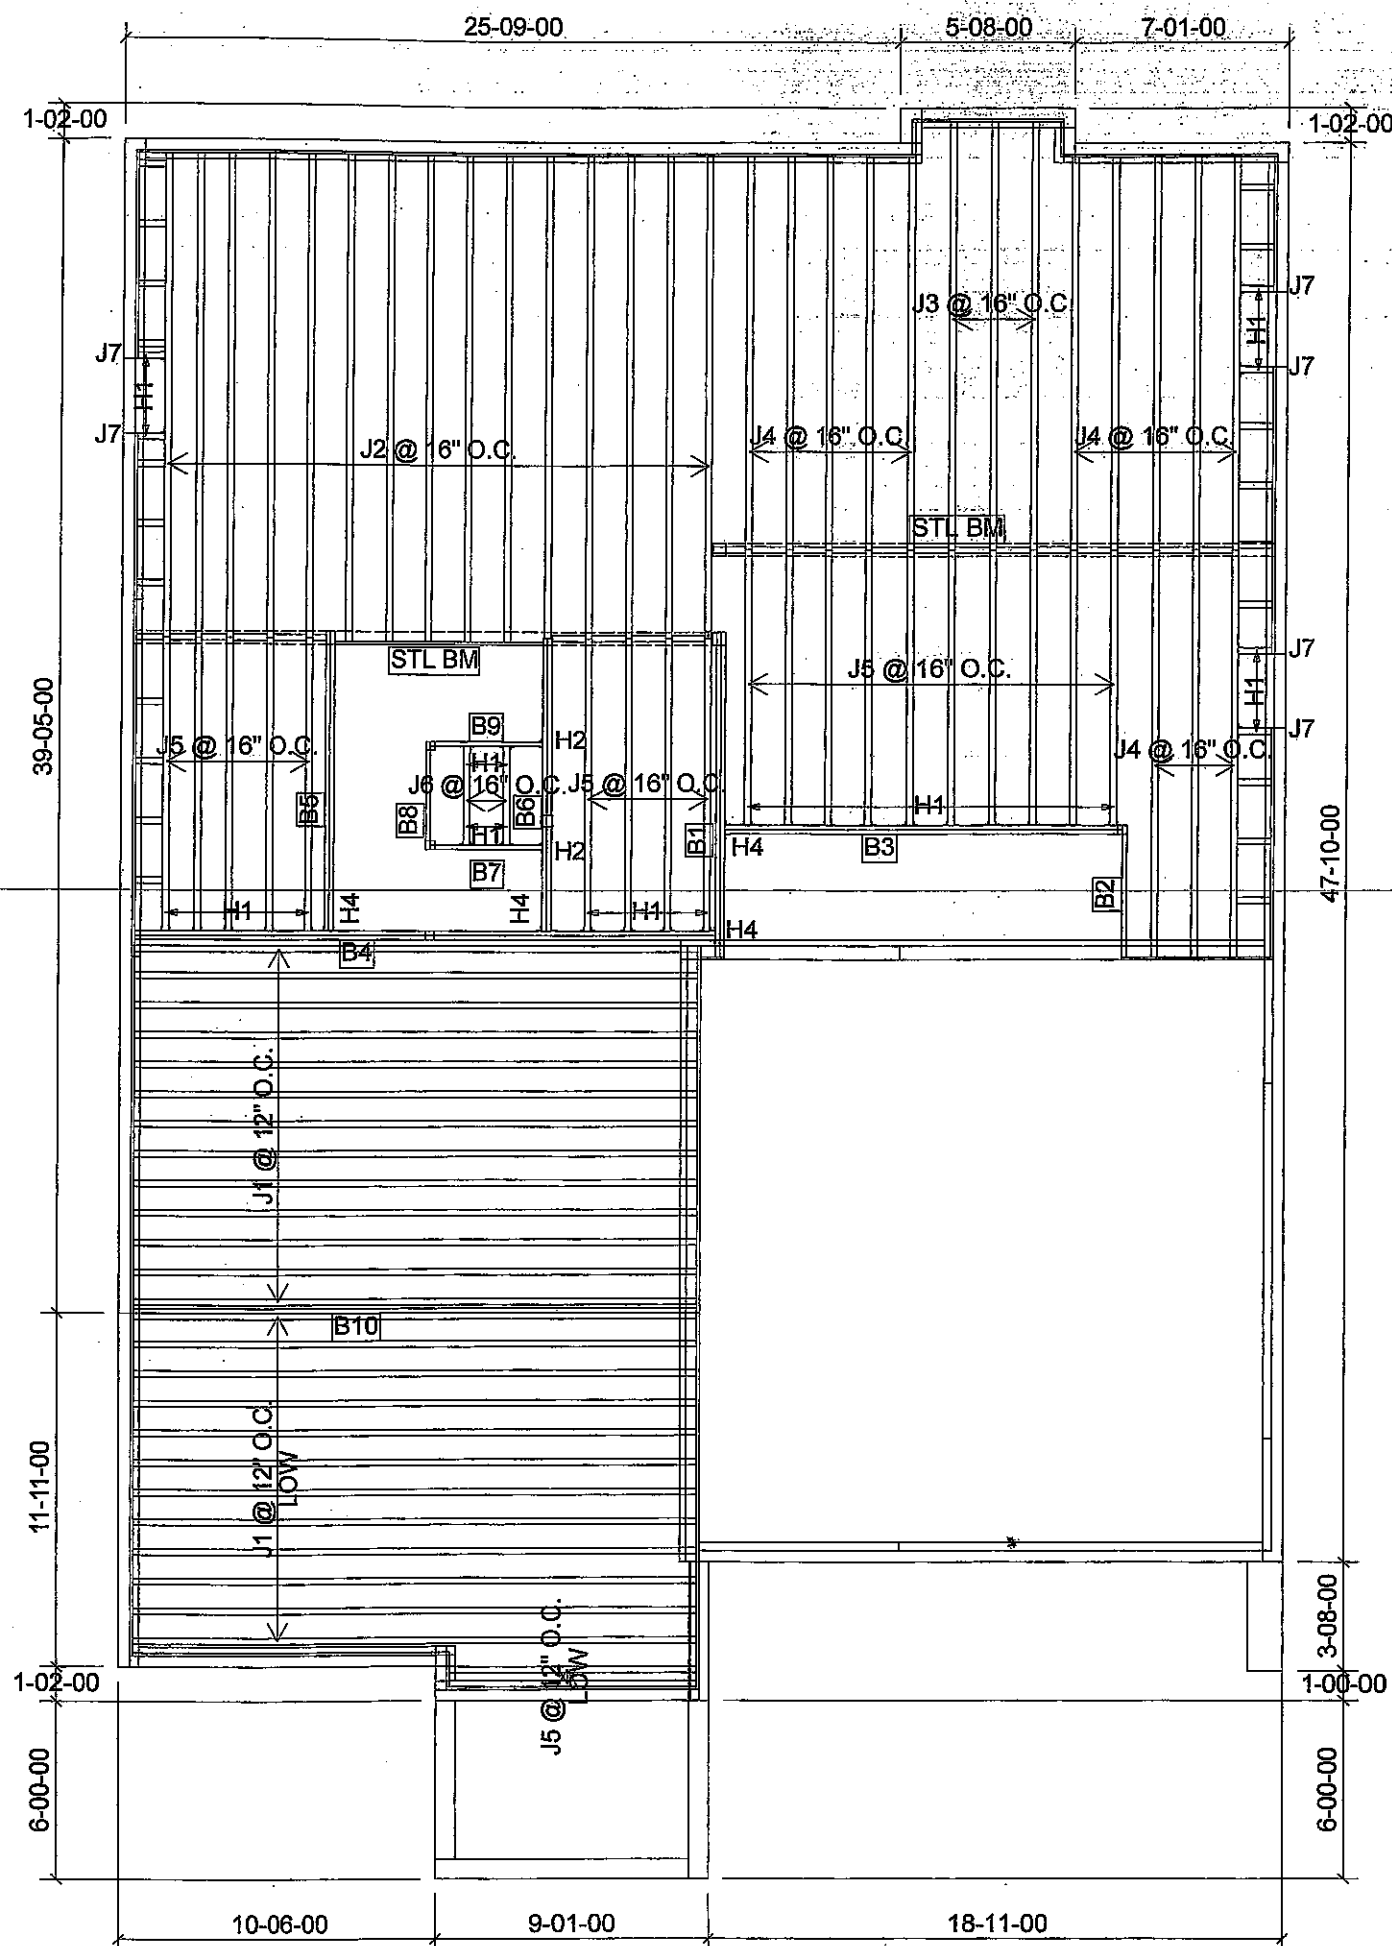 25-09-00
5-08-00
7-01-00
1-02-00
1-02-00
J7
H1
J7
J3 @ 16" O.C.
J7
H1
J7
J2 @ 16" O.C.
J4 @ 16" O.C.
J4 @ 16" O.C.
STL BM
STL BM
J5 @ 16" O.C.
J7
H1
J7
39-05-00
J5 @ 16" O.C.
B9
H2
H1
J6 @ 16" O.C.
J5 @ 16" O.C.
J4 @ 16" O.C.
B5
B8
B6
H1
H2
B7
B1
H4
H1
B3
B2
47-10-00
H1
H4
H4
H1
H4
B4
J1 @ 12" O.C.
B10
J1 @ 12" O.C.
LOW
11-11-00
J5 @ 12" O.C.
LOW
3-08-00
1-02-00
1-00-00
6-00-00
6-00-00
10-06-00
9-01-00
18-11-00